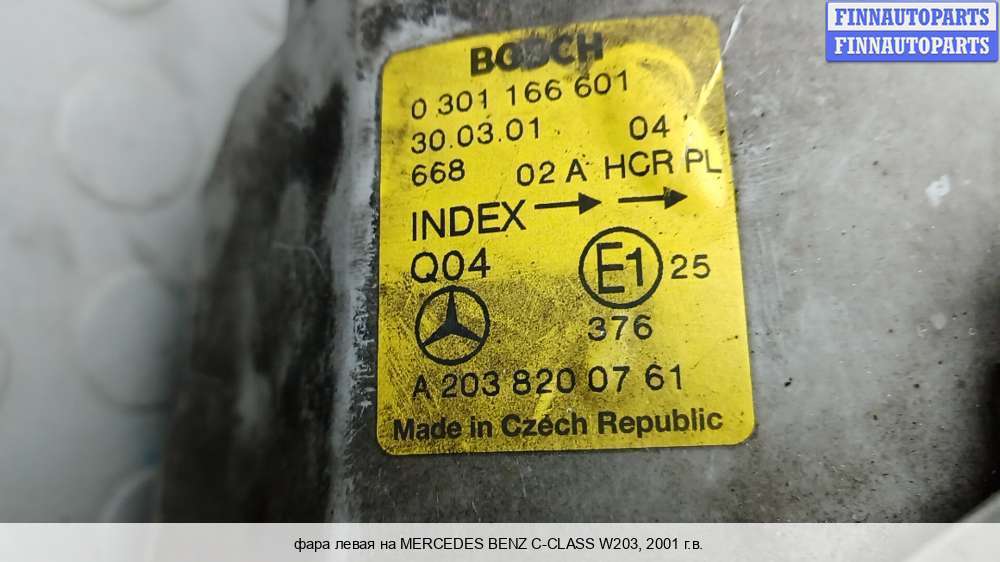 FINNAUTOPARTS
FINNAUTOPARTS
BOSCH
0 301 166 601
30.03.01 04
668 02 A HCR PL
INDEX → →
Q04 E1 25
376
A 203 820 07 61
Made in Czech Republic
фара левая на MERCEDES BENZ C-CLASS W203, 2001 г.в.